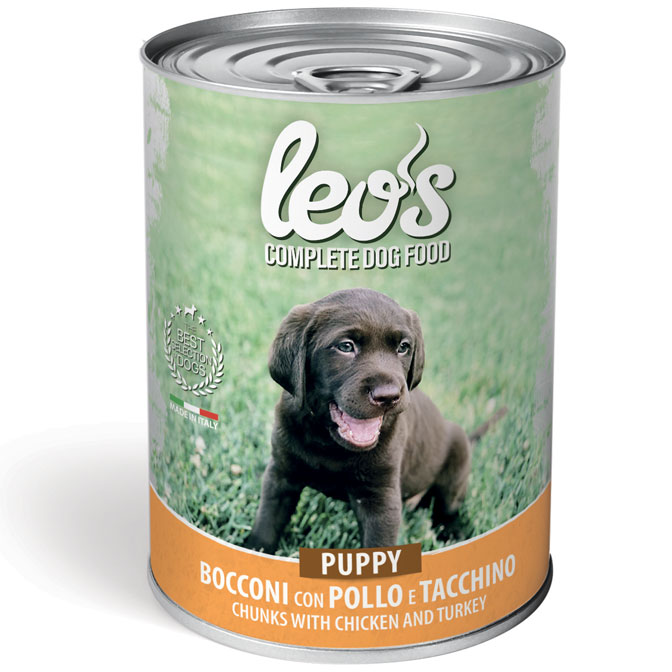 leo's
COMPLETE DOG FOOD
THE
BEST
SELECTION
DOGS
MADE IN ITALY
PUPPY
BOCCONI CON POLLO E TACCHINO
CHUNKS WITH CHICKEN AND TURKEY